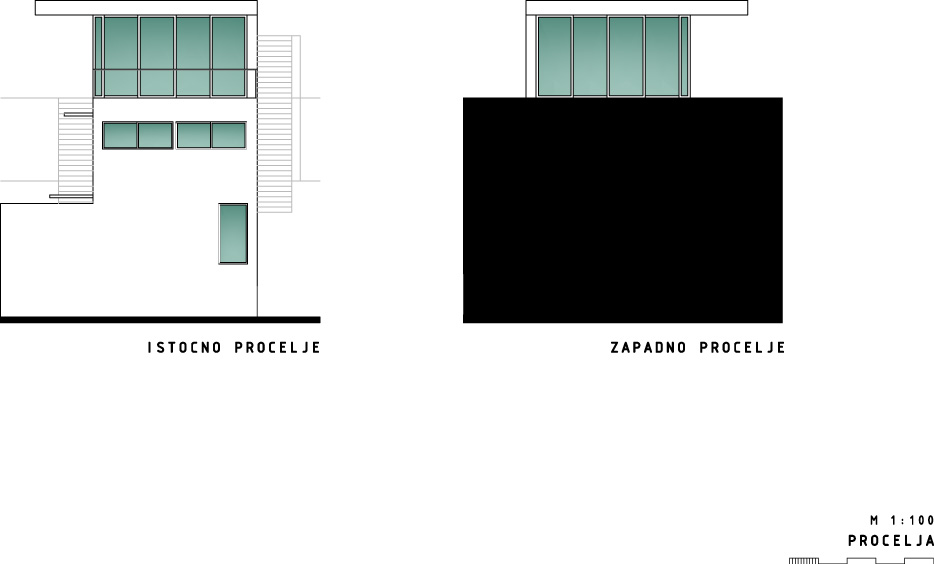 ISTOCNO PROCELJE
ZAPADNO PROCELJE
M 1:100
PROCELJA